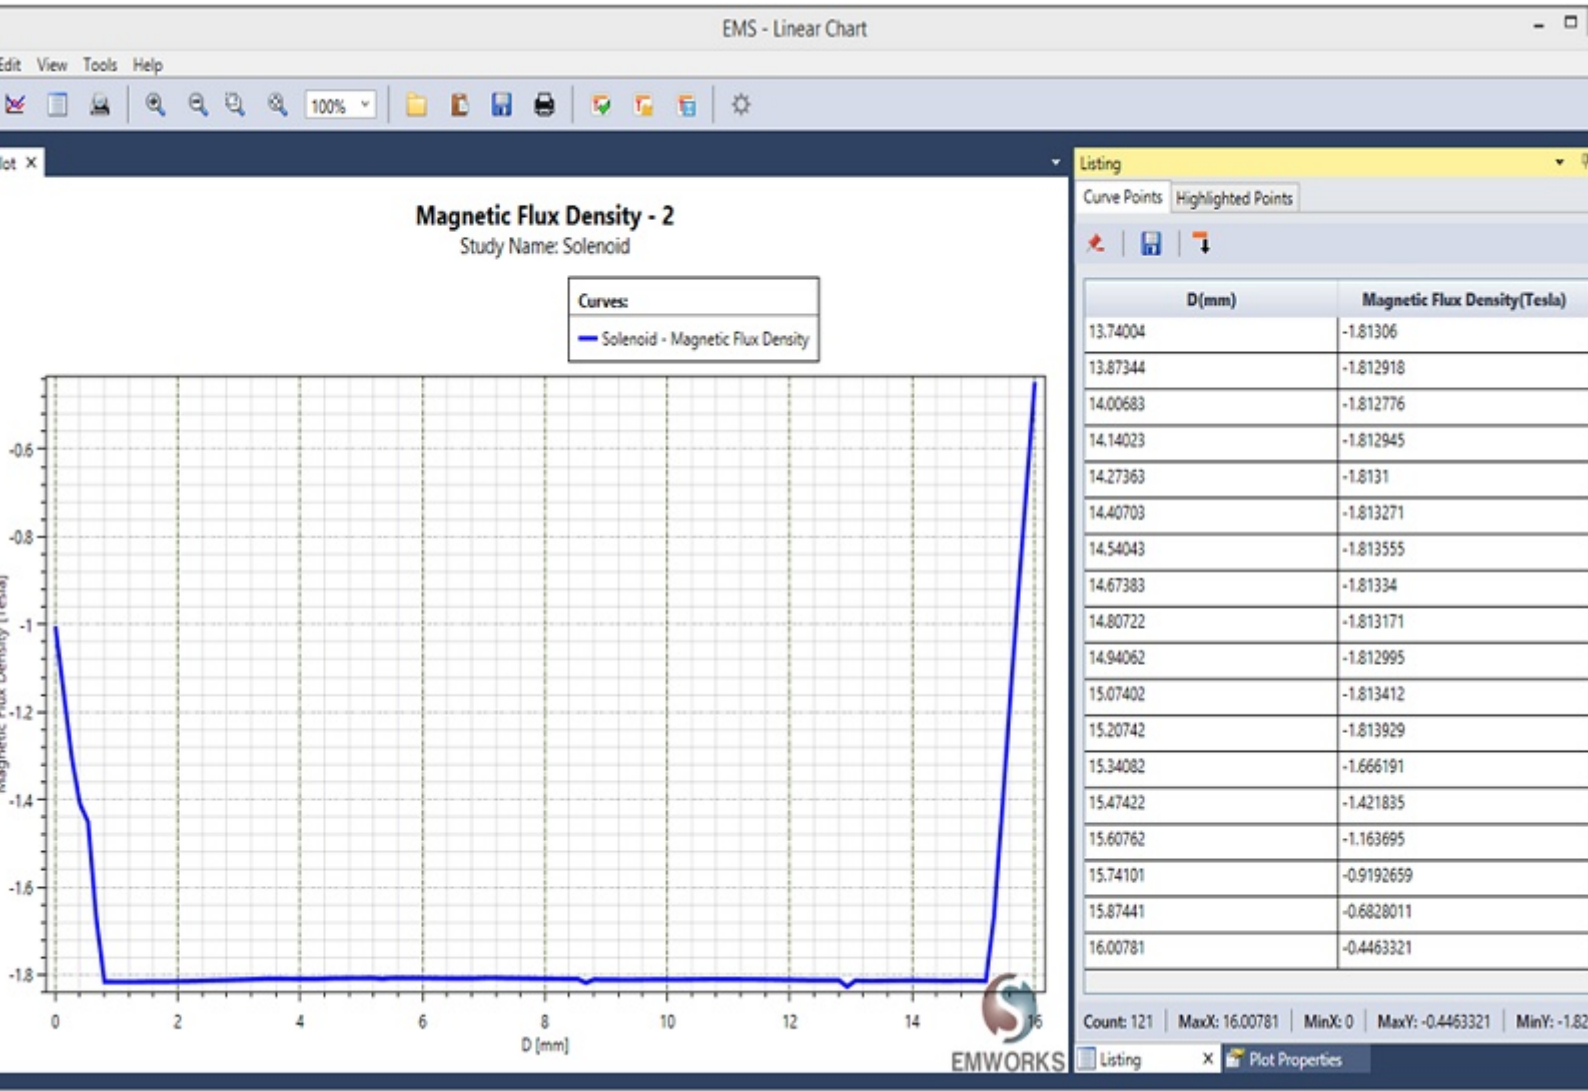 EMS - Linear Chart
Edit View Tools Help
100%
lot X
Magnetic Flux Density - 2
Study Name: Solenoid
Curves:
Solenoid - Magnetic Flux Density
-0.6
-0.8
-1
-1.2
-1.4
-1.6
-1.8
Magnetic Flux Density [Tesla]
0 2 4 6 8 10 12 14 16
D [mm]
EMWORKS
Listing
Curve Points Highlighted Points
D(mm) Magnetic Flux Density(Tesla)
13.74004 -1.81306
13.87344 -1.812918
14.00683 -1.812776
14.14023 -1.812945
14.27363 -1.8131
14.40703 -1.813271
14.54043 -1.813555
14.67383 -1.81334
14.80722 -1.813171
14.94062 -1.812995
15.07402 -1.813412
15.20742 -1.813929
15.34082 -1.666191
15.47422 -1.421835
15.60762 -1.163695
15.74101 -0.9192659
15.87441 -0.6828011
16.00781 -0.4463321
Count: 121 MaxX: 16.00781 MinX: 0 MaxY: -0.4463321 MinY: -1.82
Listing X Plot Properties